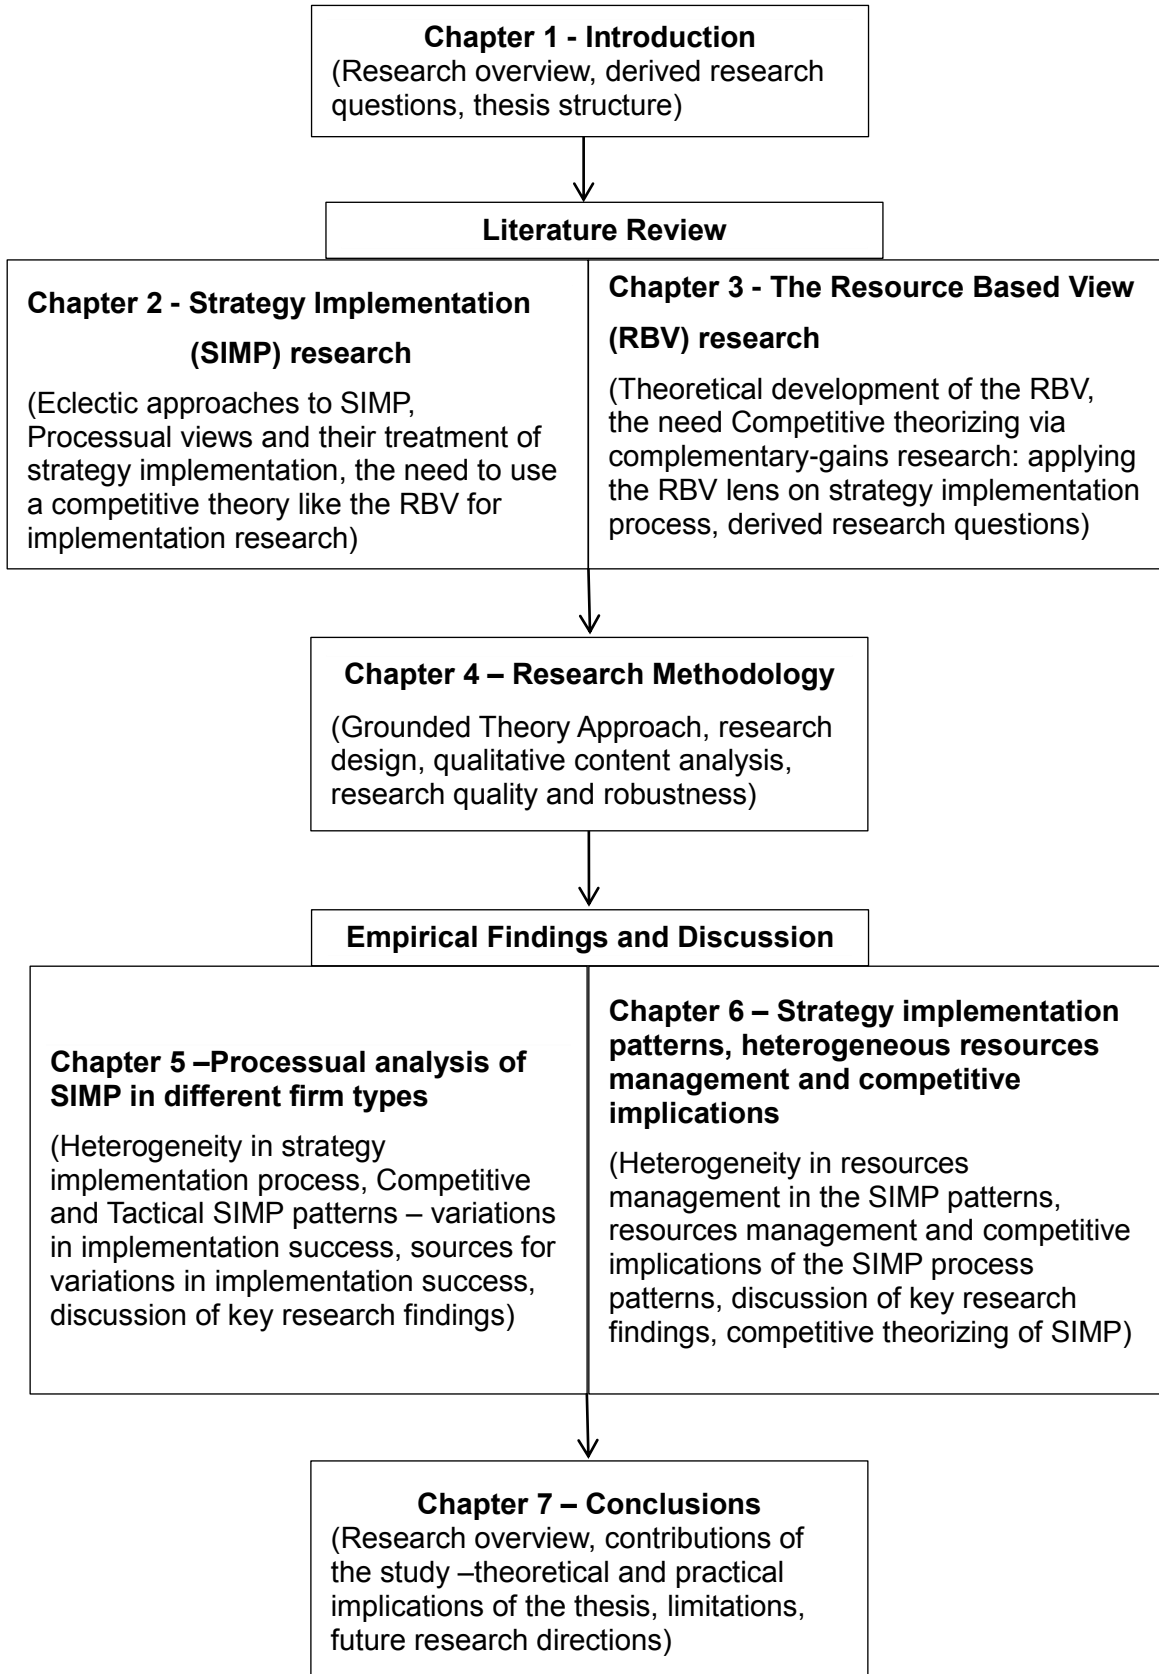 Chapter 1 - Introduction
(Research overview, derived research
questions, thesis structure)
Literature Review
Chapter 2 - Strategy Implementation
(SIMP) research
(Eclectic approaches to SIMP,
Processual views and their treatment of
strategy implementation, the need to use
a competitive theory like the RBV for
implementation research)
Chapter 3 - The Resource Based View
(RBV) research
(Theoretical development of the RBV,
the need Competitive theorizing via
complementary-gains research: applying
the RBV lens on strategy implementation
process, derived research questions)
Chapter 4 – Research Methodology
(Grounded Theory Approach, research
design, qualitative content analysis,
research quality and robustness)
Empirical Findings and Discussion
Chapter 5 –Processual analysis of
SIMP in different firm types
(Heterogeneity in strategy
implementation process, Competitive
and Tactical SIMP patterns – variations
in implementation success, sources for
variations in implementation success,
discussion of key research findings)
Chapter 6 – Strategy implementation
patterns, heterogeneous resources
management and competitive
implications
(Heterogeneity in resources
management in the SIMP patterns,
resources management and competitive
implications of the SIMP process
patterns, discussion of key research
findings, competitive theorizing of SIMP)
Chapter 7 – Conclusions
(Research overview, contributions of
the study –theoretical and practical
implications of the thesis, limitations,
future research directions)